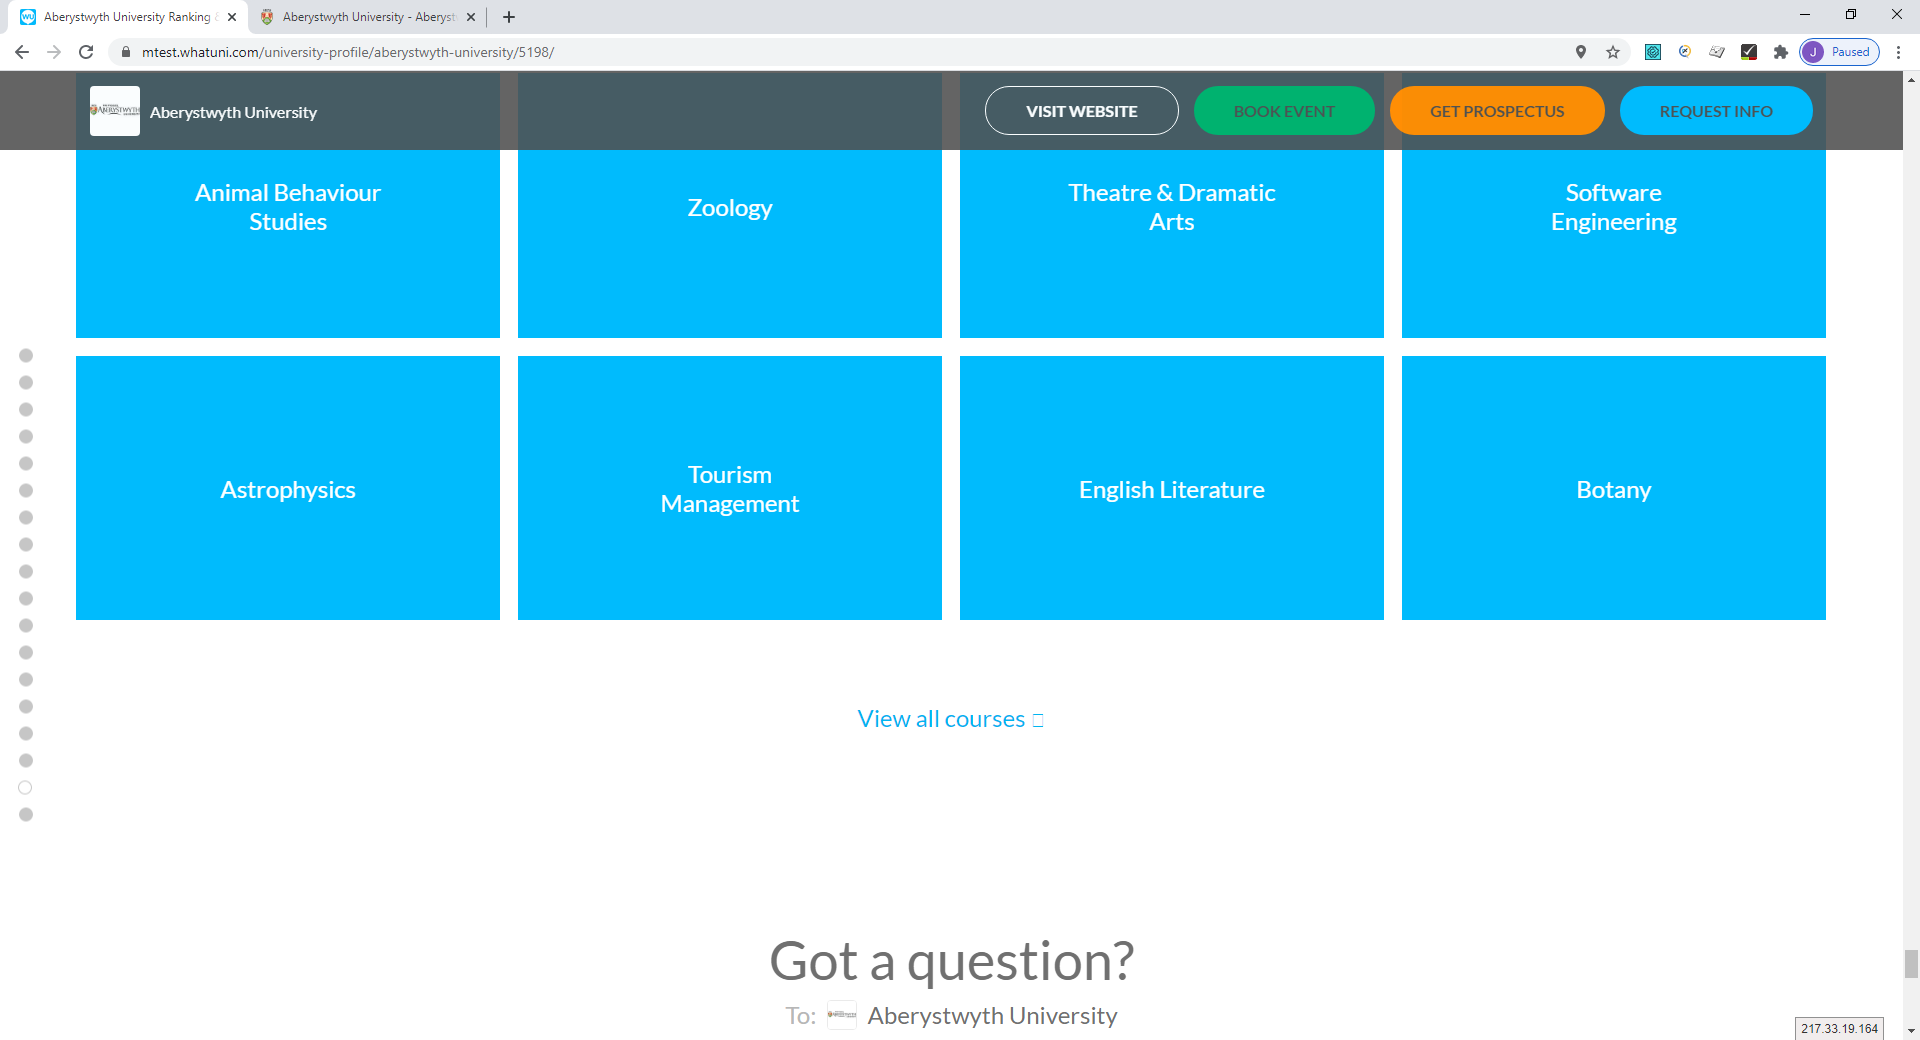 Aberystwyth University Ranking
Aberystwyth University - Aberyst
mtest.whatuni.com/university-profile/aberystwyth-university/5198/
J Paused
ABERYSTWYTH
Aberystwyth University
VISIT WEBSITE
BOOK EVENT
GET PROSPECTUS
REQUEST INFO
Animal Behaviour
Studies
Zoology
Theatre & Dramatic
Arts
Software
Engineering
Astrophysics
Tourism
Management
English Literature
Botany
View all courses
Got a question?
To: Aberystwyth University
217.33.19.164